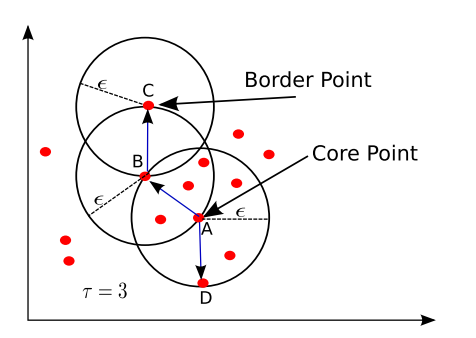 ϵ
C
Border Point
B
Core Point
ϵ
ϵ
A
D
τ = 3